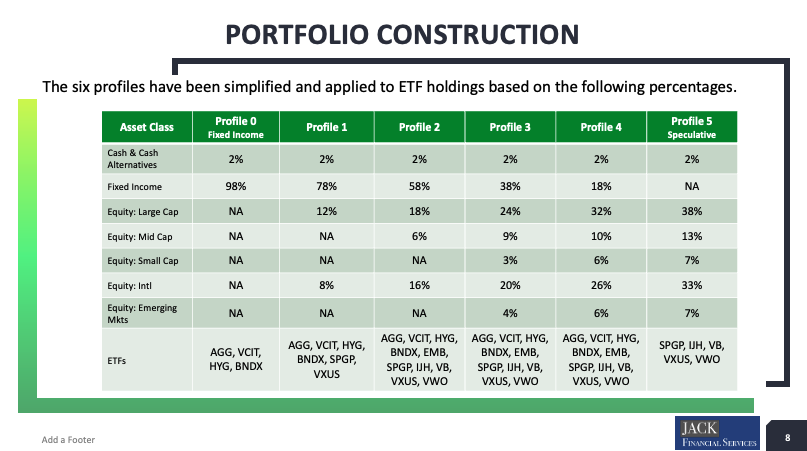 PORTFOLIO CONSTRUCTION
The six profiles have been simplified and applied to ETF holdings based on the following percentages.
Asset Class Profile 0 Fixed Income Profile 1 Profile 2 Profile 3 Profile 4 Profile 5 Speculative
Cash & Cash Alternatives 2% 2% 2% 2% 2% 2%
Fixed Income 98% 78% 58% 38% 18% NA
Equity: Large Cap NA 12% 18% 24% 32% 38%
Equity: Mid Cap NA NA 6% 9% 10% 13%
Equity: Small Cap NA NA NA 3% 6% 7%
Equity: Intl NA 8% 16% 20% 26% 33%
Equity: Emerging Mkts NA NA NA 4% 6% 7%
ETFs
AGG, VCIT,
HYG, BNDX
AGG, VCIT, HYG,
BNDX, SPGP,
VXUS
AGG, VCIT, HYG,
BNDX, EMB,
SPGP, IJH, VB,
VXUS, VWO
AGG, VCIT, HYG,
BNDX, EMB,
SPGP, IJH, VB,
VXUS, VWO
AGG, VCIT, HYG,
BNDX, EMB,
SPGP, IJH, VB,
VXUS, VWO
SPGP, IJH, VB,
VXUS, VWO
Add a Footer
JACK
FINANCIAL SERVICES
8